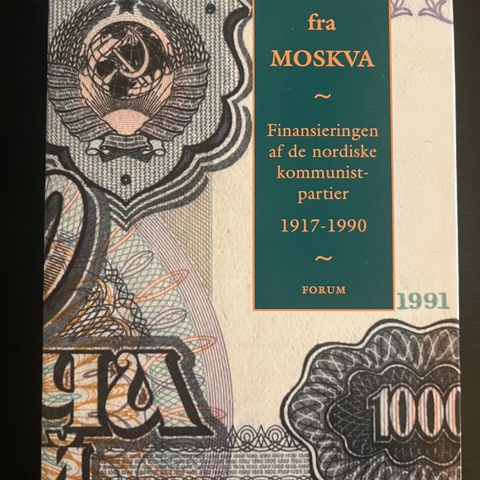 fra
MOSKVA
~
Finansieringen
af de nordiske
kommunist-
partier
1917-1990
~
FORUM
1991
1000